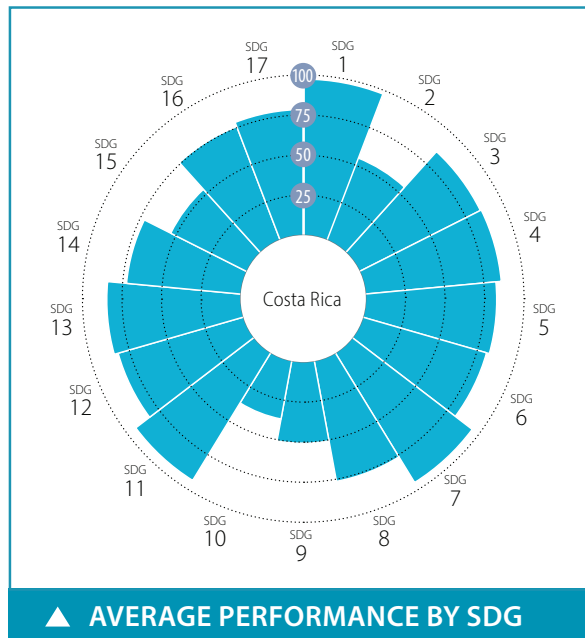 SDG
1
SDG
2
SDG
3
SDG
4
SDG
5
SDG
6
SDG
7
SDG
8
SDG
9
SDG
10
SDG
11
SDG
12
SDG
13
SDG
14
SDG
15
SDG
16
SDG
17
100
75
50
25
Costa Rica
▲ AVERAGE PERFORMANCE BY SDG